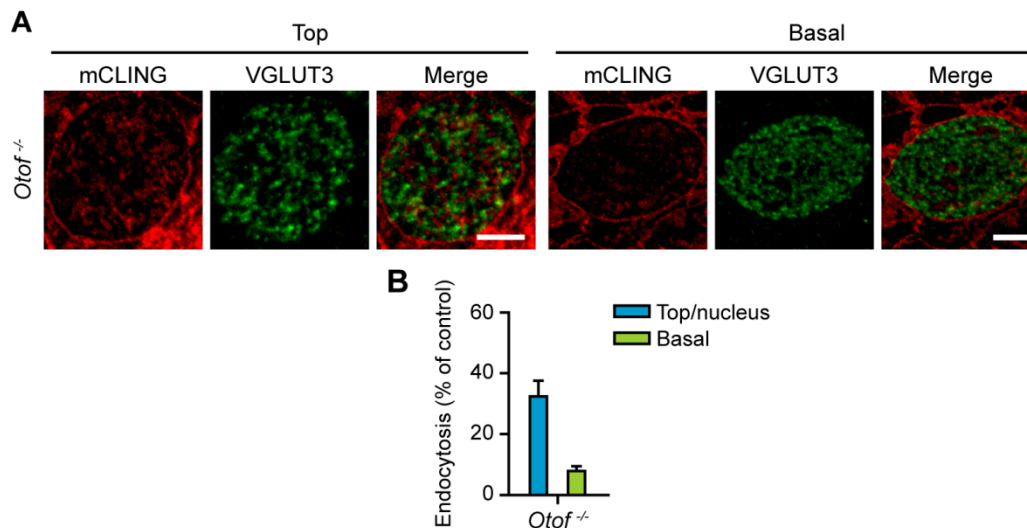 A
Top Basal
mCLING VGLUT3 Merge mCLING VGLUT3 Merge
Otof -/-
B
Endocytosis (% of control)
60
40
20
0
Top/nucleus
Basal
Otof -/-